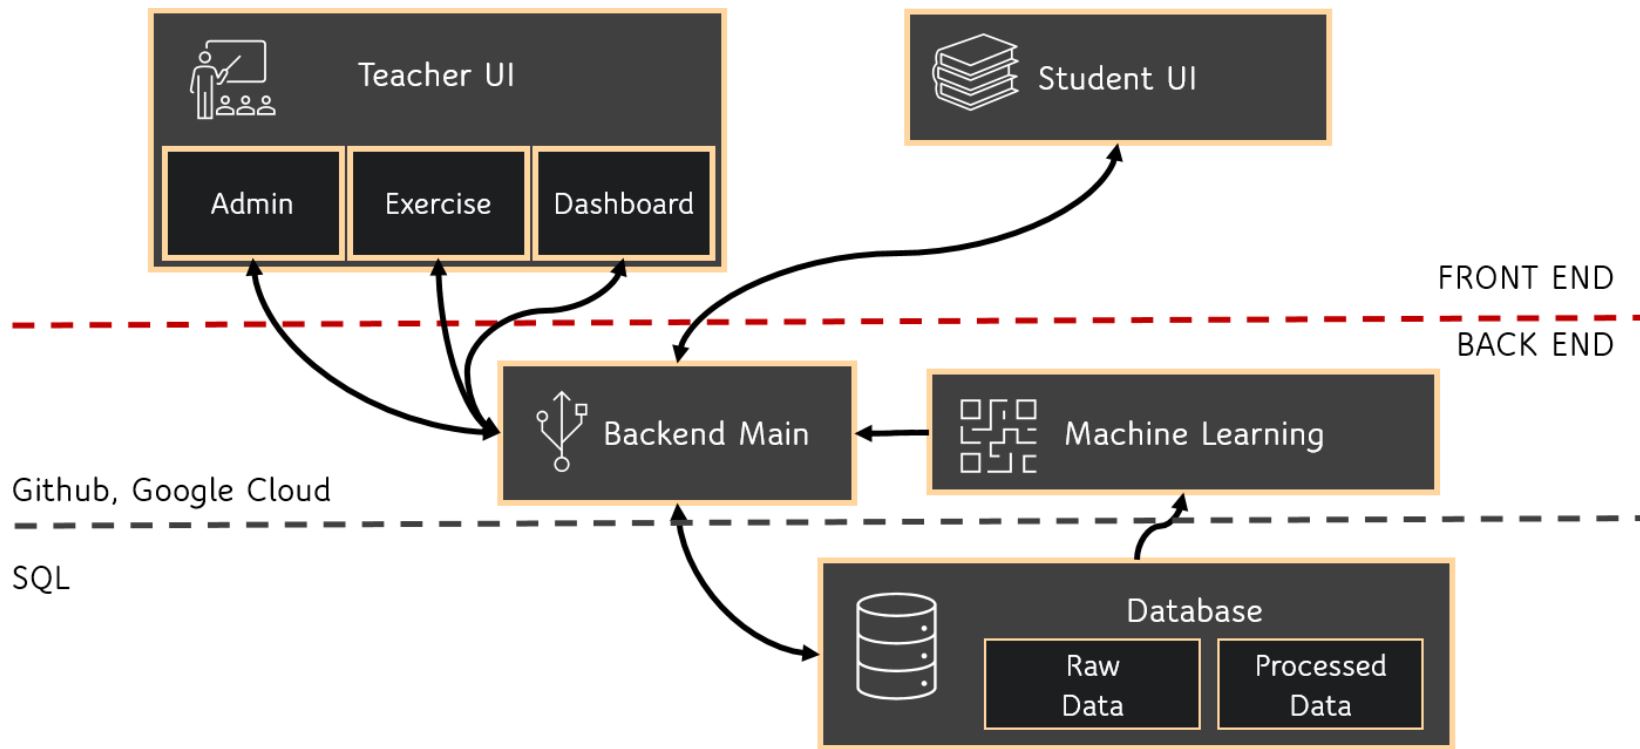 Teacher UI
Student UI
Admin
Exercise
Dashboard
FRONT END
BACK END
Backend Main
Machine Learning
Github, Google Cloud
SQL
Database
Raw
Data
Processed
Data